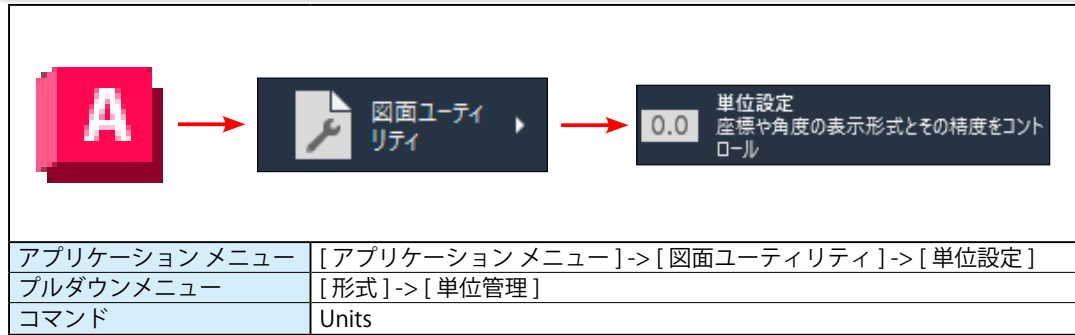 A
図面ユーティ
リティ
0.0
単位設定
座標や角度の表示形式とその精度をコント
ロール
アプリケーション メニュー [ アプリケーション メニュー ] -> [ 図面ユーティリティ ] -> [ 単位設定 ]
プルダウンメニュー [ 形式 ] -> [ 単位管理 ]
コマンド Units